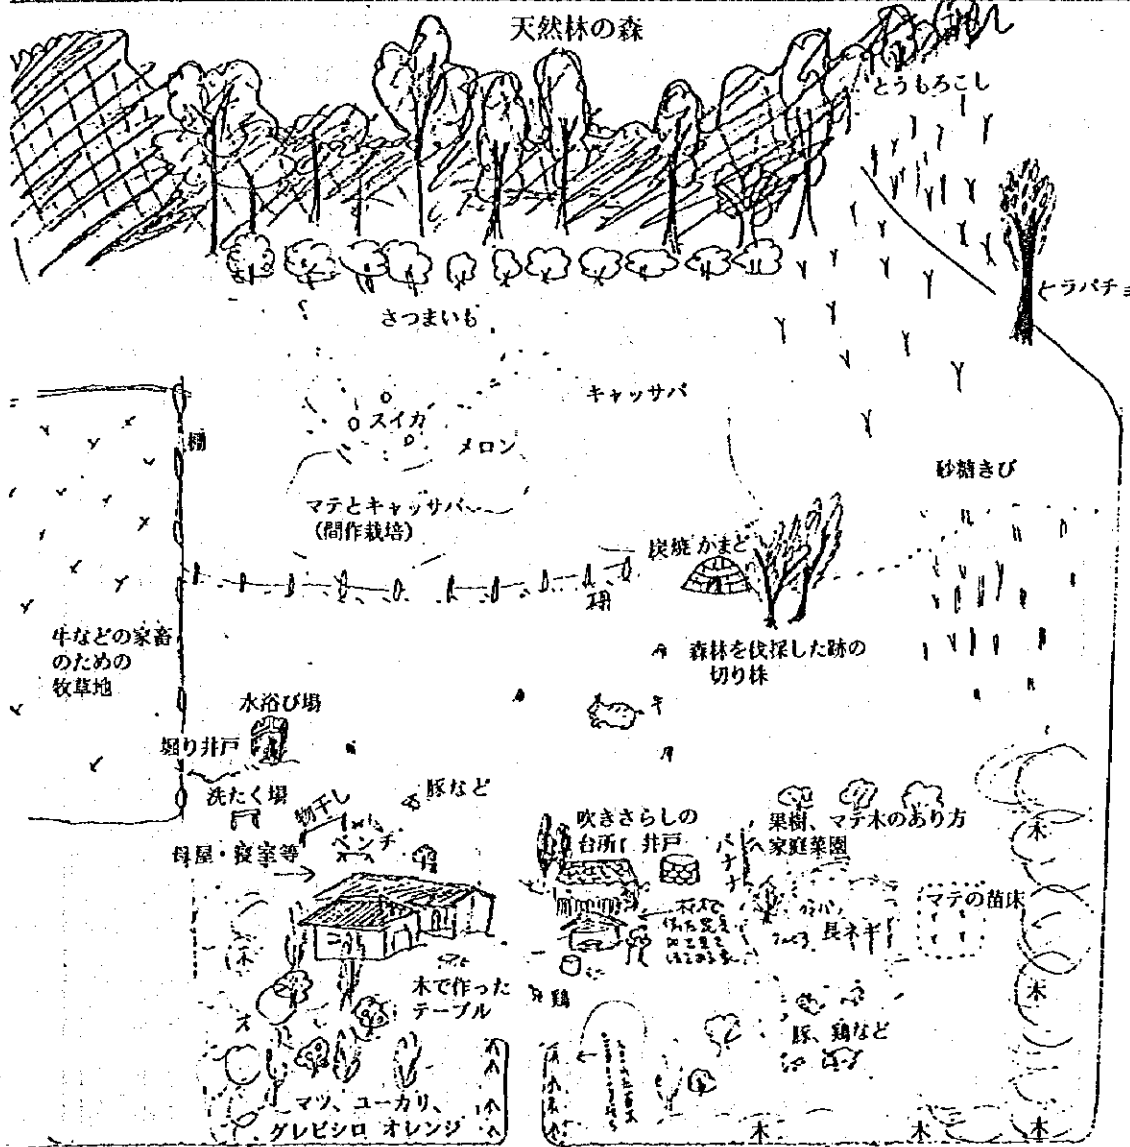 天然林の森
とうもろこし
ラパチョ
さつまいも
キャッサバ
スイカ
メロン
柵
砂糖きび
マテとキャッサバ
(間作栽培)
炭焼かまど
柵
森林を伐採した跡の
切り株
牛などの家畜
のための
牧草地
水浴び場
牛
堀り井戸
洗たく場
物干し
豚など
ベンチ
吹きさらしの
台所
井戸
バナナ
果樹、マテ木のあり方
家庭菜園
木
母屋・寝室等
マテの苗床
長ネギ
木
木で作った
テーブル
鶏
木
豚、鶏など
マツ、ユーカリ、
グレビシロ オレンジ
木
木
木